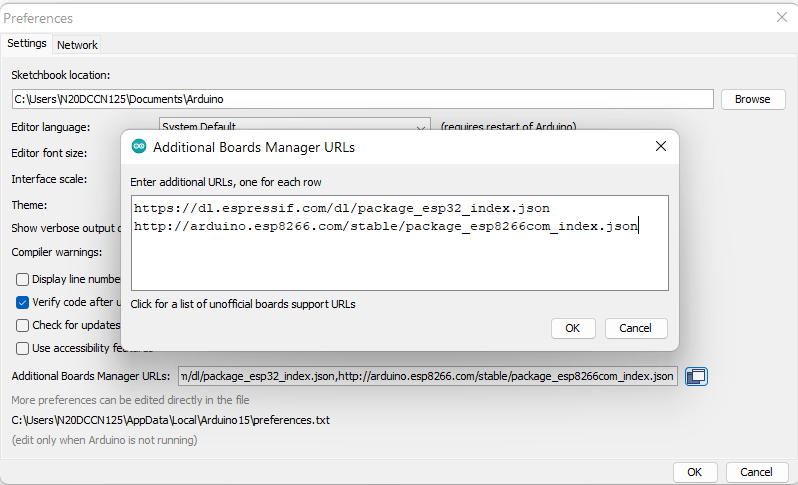 Preferences
Settings Network
Sketchbook location:
C:\Users\N20DCCN125\Documents\Arduino Browse
Editor language: System Default (requires restart of Arduino)
Additional Boards Manager URLs
Editor font size:
Enter additional URLs, one for each row
Interface scale:
https://dl.espressif.com/dl/package_esp32_index.json
Theme:
http://arduino.esp8266.com/stable/package_esp8266com_index.json
Show verbose output
Compiler warnings:
Display line
Verify code after
Click for a list of unofficial boards support URLs
Check for updates
OK Cancel
Use accessibility
Additional Boards Manager URLs: m/dl/package_esp32_index.json,http://arduino.esp8266.com/stable/package_esp8266com_index.json
More preferences can be edited directly in the file
C:\Users\N20DCCN125\AppData\Local\Arduino15\preferences.txt
(edit only when Arduino is not running)
OK Cancel